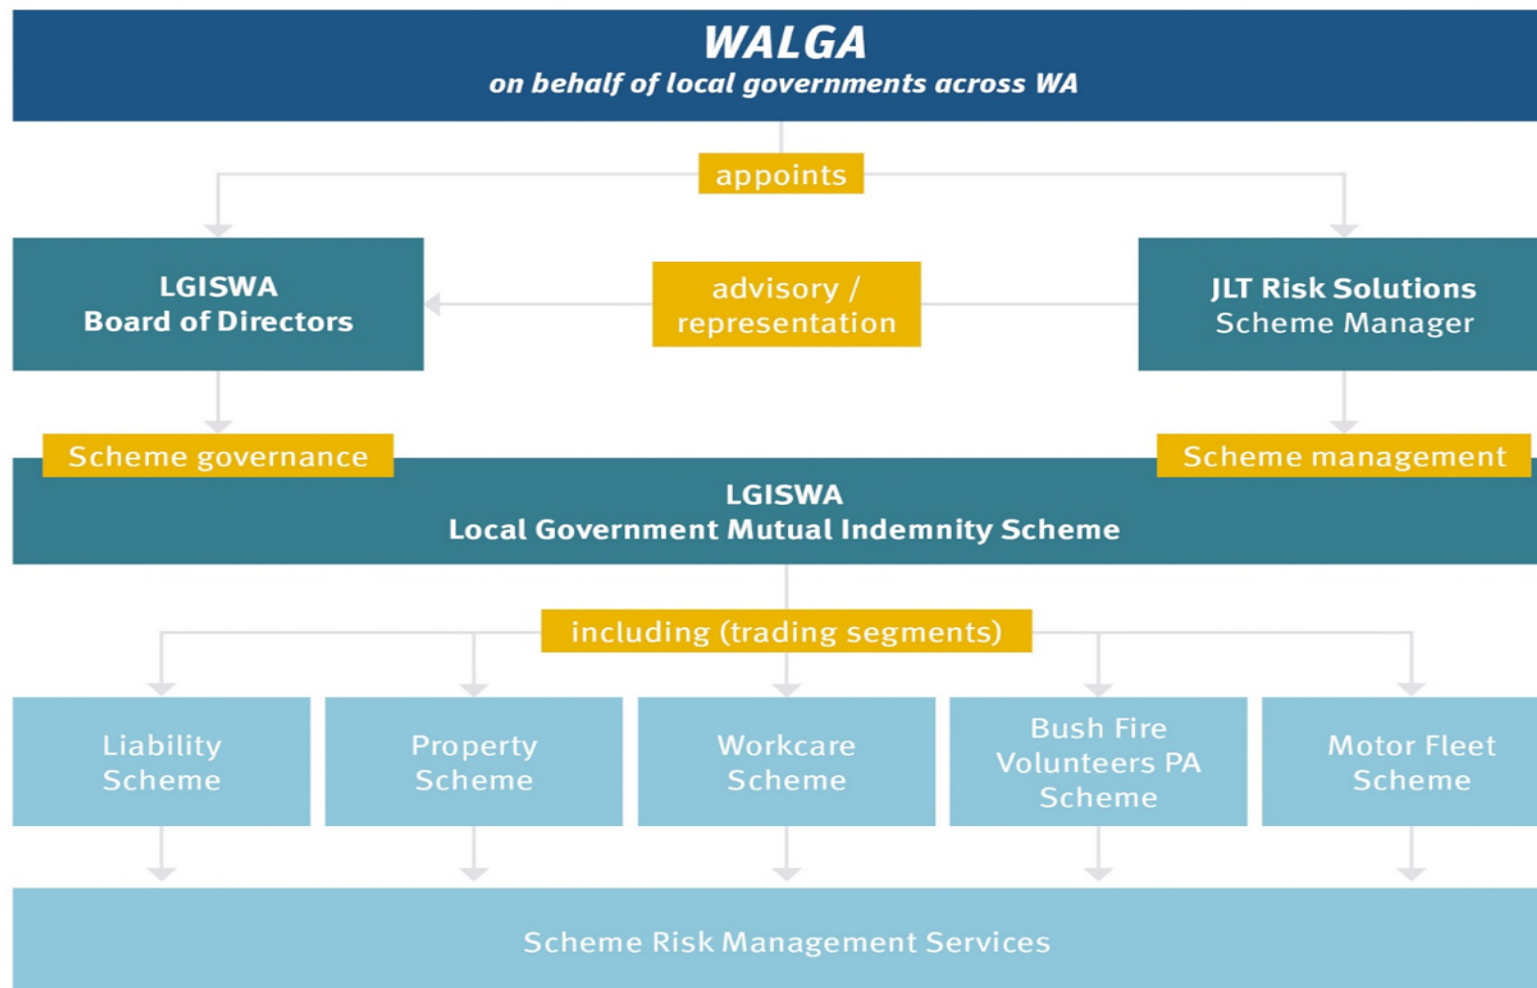 WALGA
on behalf of local governments across WA
appoints
LGISWA
Board of Directors
advisory /
representation
JLT Risk Solutions
Scheme Manager
Scheme governance
Scheme management
LGISWA
Local Government Mutual Indemnity Scheme
including (trading segments)
Liability
Scheme
Property
Scheme
Workcare
Scheme
Bush Fire
Volunteers PA
Scheme
Motor Fleet
Scheme
Scheme Risk Management Services